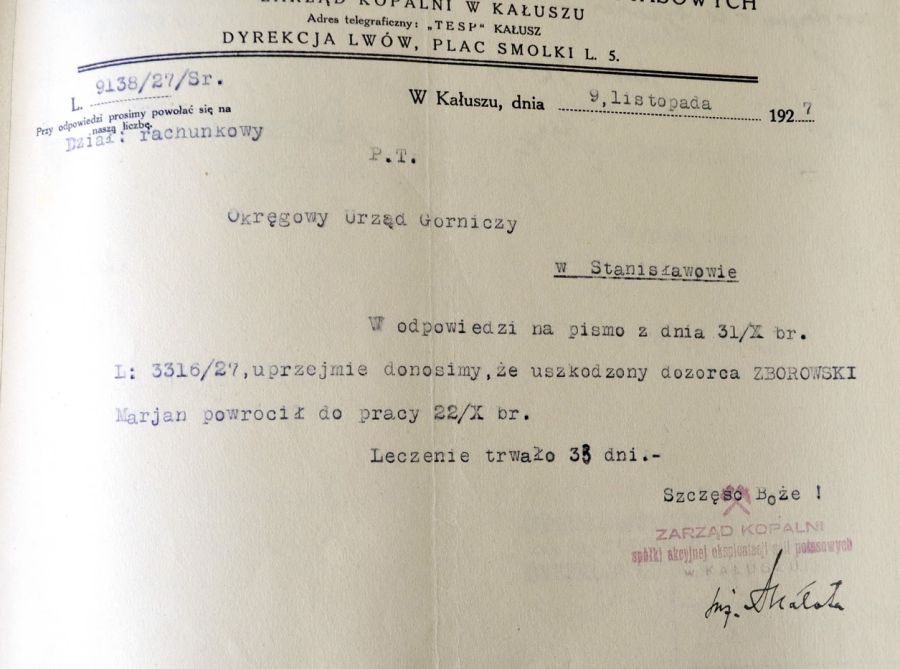 ZARZĄD KOPALNI W KAŁUSZU
Adres telegraficzny: „TESP“ KAŁUSZ
DYREKCJA LWÓW, PLAC SMOLKI L. 5.
L. 9138/27/Sr.
W Kałuszu, dnia 9, listopada 1927
Przy odpowiedzi prosimy powołać się na
naszą liczbę.
Dział: rachunkowy
P.T.
Okręgowy Urząd Gorniczy
w Stanisławowie
W odpowiedzi na pismo z dnia 31/X br.
L: 3316/27, uprzejmie donosimy, że uszkodzony dozorca ZBOROWSKI
Marjan powrocił do pracy 22/X br.
Leczenie trwało 33 dni.-
Szczęść Boże !
ZARZĄD KOPALNI
spółki akcyjnej eksploatacji soli potasowych
W KAŁUSZU
inż.